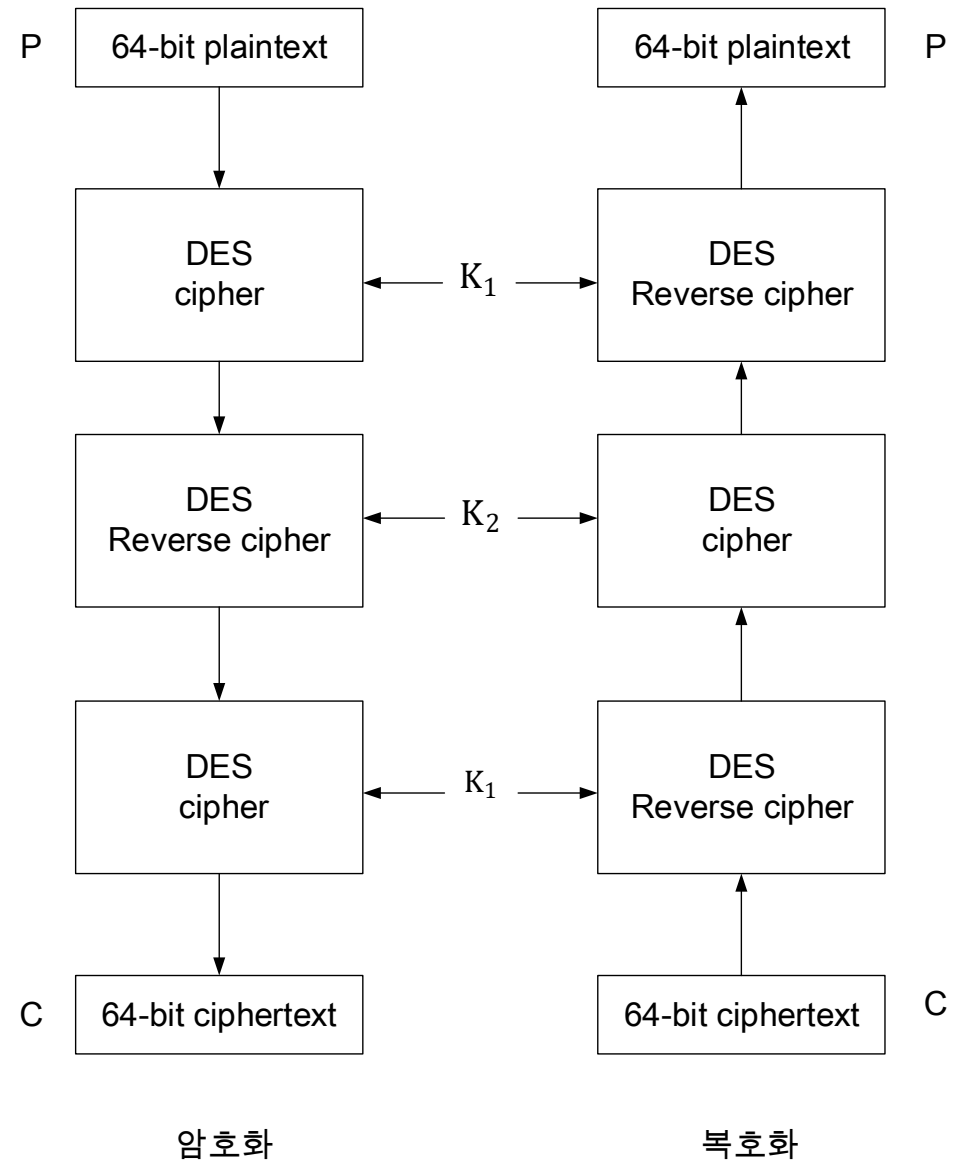 P 64-bit plaintext 64-bit plaintext P
DES DES
cipher K₁ Reverse cipher
DES DES
Reverse cipher K₂ cipher
DES DES
cipher K₁ Reverse cipher
C 64-bit ciphertext 64-bit ciphertext C
암호화 복호화